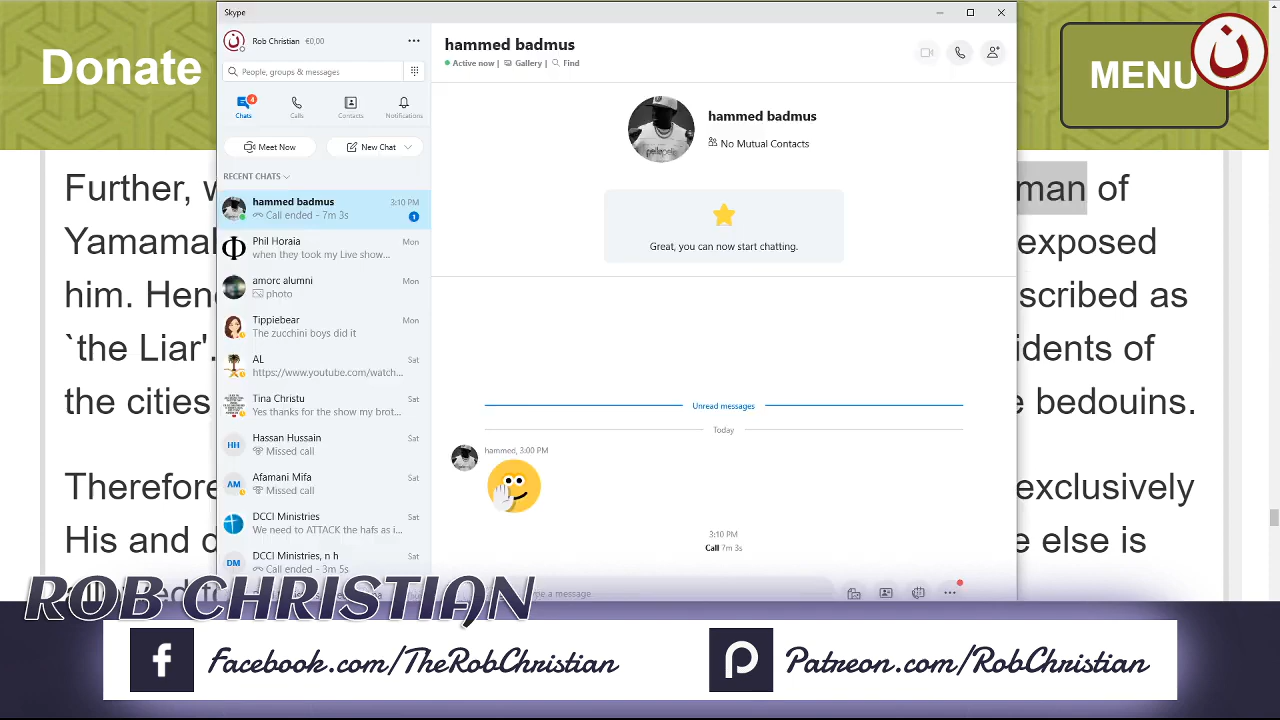 Skype
Donate
MENU
ن
Rob Christian €0,00
People, groups & messages
4
Chats
Calls
Contacts
Notifications
Meet Now
New Chat
RECENT CHATS
hammed badmus 3:10 PM
Call ended - 7m 3s 1
Phil Horaia Mon
when they took my Live show...
amorc alumni Mon
photo
Tippiebear Mon
The zucchini boys did it
AL Sat
https://www.youtube.com/watch...
Tina Christu Sat
Yes thanks for the show my brot...
HH
Hassan Hussain Sat
Missed call
AM
Afamani Mifa Sat
Missed call
DCCI Ministries Sat
We need to ATTACK the hafs as i...
DM
DCCI Ministries, n h Sat
Call ended - 3m 5s
hammed badmus
Active now | Gallery | Find
hammed badmus
No Mutual Contacts
Great, you can now start chatting.
Unread messages
Today
hammed, 3:00 PM
3:10 PM
Call 7m 3s
e a message
Further, man of
Yamamal exposed
him. Hen scribed as
`the Liar'. idents of
the cities bedouins.
Therefore exclusively
His and else is
ROB CHRISTIAN
Facebook.com/TheRobChristian
Patreon.com/RobChristian